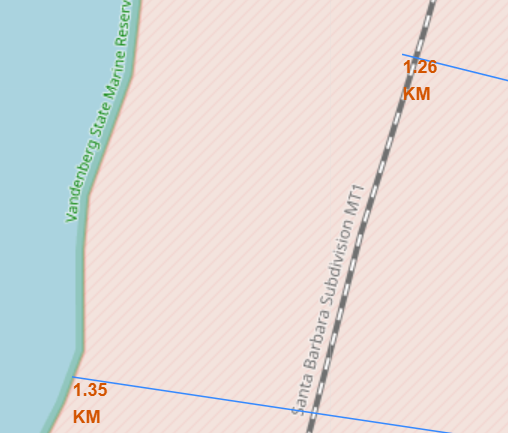 Vandenberg State Marine Reserv
1.26
KM
Santa Barbara Subdivision MT1
1.35
KM